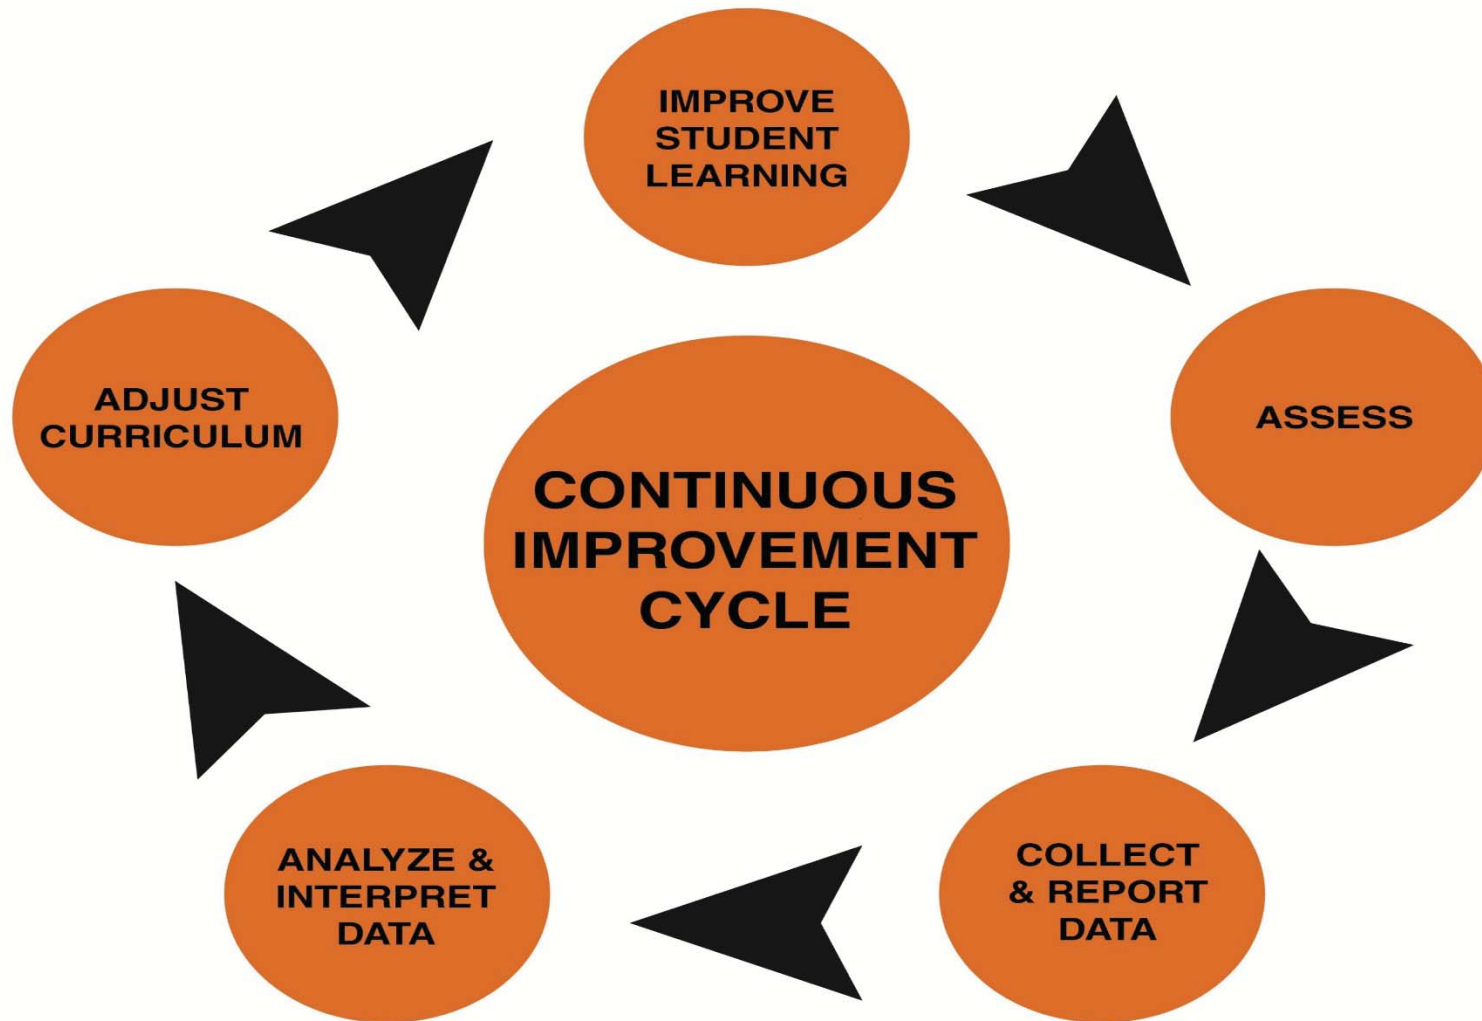 IMPROVE
STUDENT
LEARNING
ASSESS
COLLECT
& REPORT
DATA
ANALYZE &
INTERPRET
DATA
ADJUST
CURRICULUM
CONTINUOUS
IMPROVEMENT
CYCLE